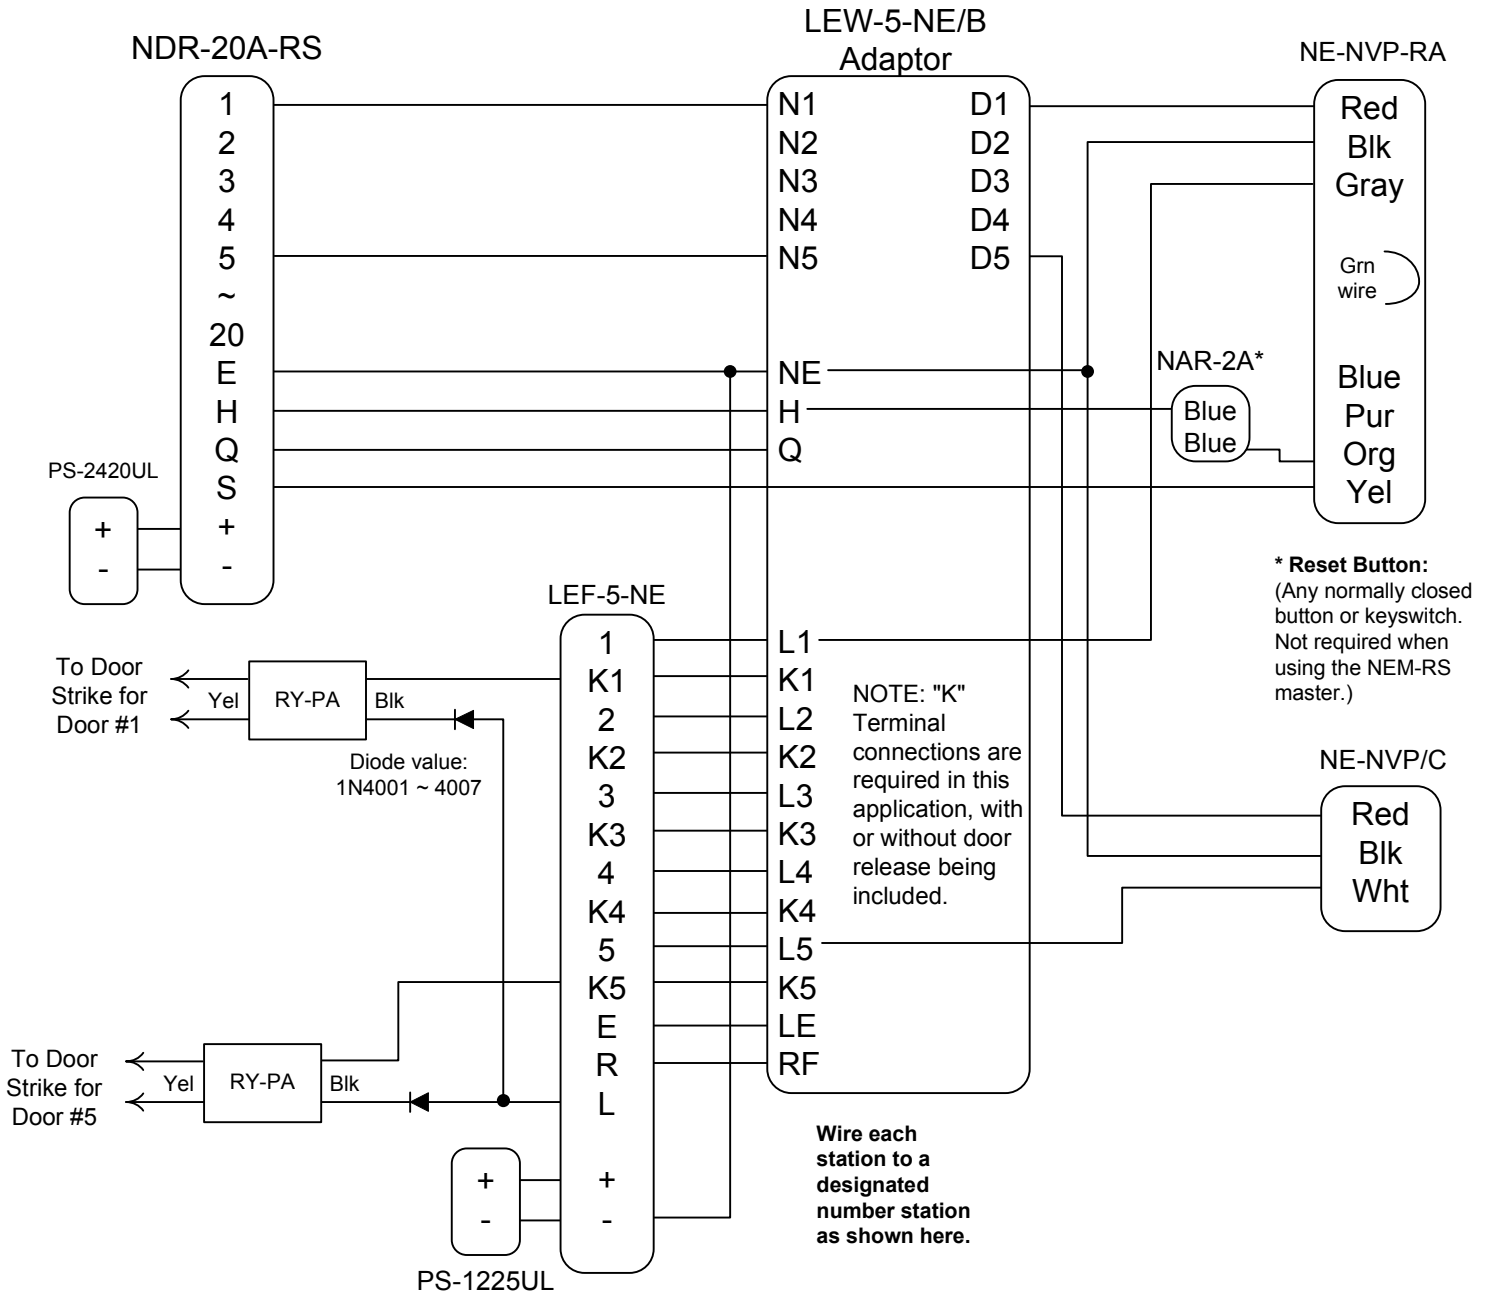 NDR-20A-RS
1
2
3
4
5
~
20
E
H
Q
S
+
-
PS-2420UL
+
-
LEW-5-NE/B
Adaptor
N1 D1
N2 D2
N3 D3
N4 D4
N5 D5
NE
H
Q
L1
K1
L2
K2
L3
K3
L4
K4
L5
K5
LE
RF
NOTE: "K"
Terminal
connections are
required in this
application, with
or without door
release being
included.
NE-NVP-RA
Red
Blk
Gray
Grn
wire
Blue
Pur
Org
Yel
NAR-2A*
Blue
Blue
* Reset Button:
(Any normally closed
button or keyswitch.
Not required when
using the NEM-RS
master.)
NE-NVP/C
Red
Blk
Wht
LEF-5-NE
1
K1
2
K2
3
K3
4
K4
5
K5
E
R
L
+
-
To Door
Strike for
Door #1
Yel
RY-PA
Blk
Diode value:
1N4001 ~ 4007
To Door
Strike for
Door #5
Yel
RY-PA
Blk
+
-
PS-1225UL
Wire each
station to a
designated
number station
as shown here.